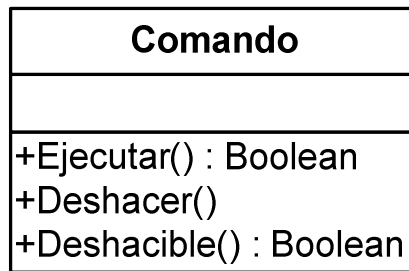 Comando
+Ejecutar() : Boolean
+Deshacer()
+Deshacible() : Boolean